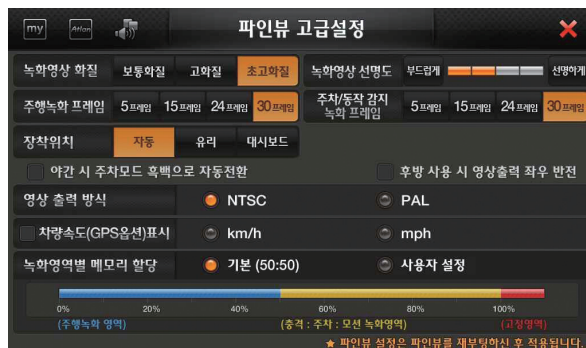 my Atlan 파인뷰 고급설정
녹화영상 화질 보통화질 고화질 초고화질 녹화영상 선명도 부드럽게 선명하게
주행녹화 프레임 5프레임 15프레임 24프레임 30프레임 주차/동작 감지 녹화 프레임 5프레임 15프레임 24프레임 30프레임
장착위치 자동 유리 대시보드
야간 시 주차모드 흑백으로 자동전환 후방 사용 시 영상출력 좌우 반전
영상 출력 방식 NTSC PAL
차량속도(GPS옵션)표시 km/h mph
녹화영역별 메모리 할당 기본 (50:50) 사용자 설정
0% 20% 40% 60% 80% 100%
(주행녹화 영역) (충격 : 주차 : 모션 녹화영역) (고정영역)
★ 파인뷰 설정은 파인뷰를 재부팅하신 후 적용됩니다.